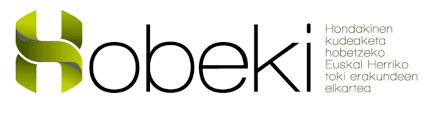 Hobeki
Hondakinen
kudeaketa
hobetzeko
Euskal Herriko
toki erakundeen
elkartea